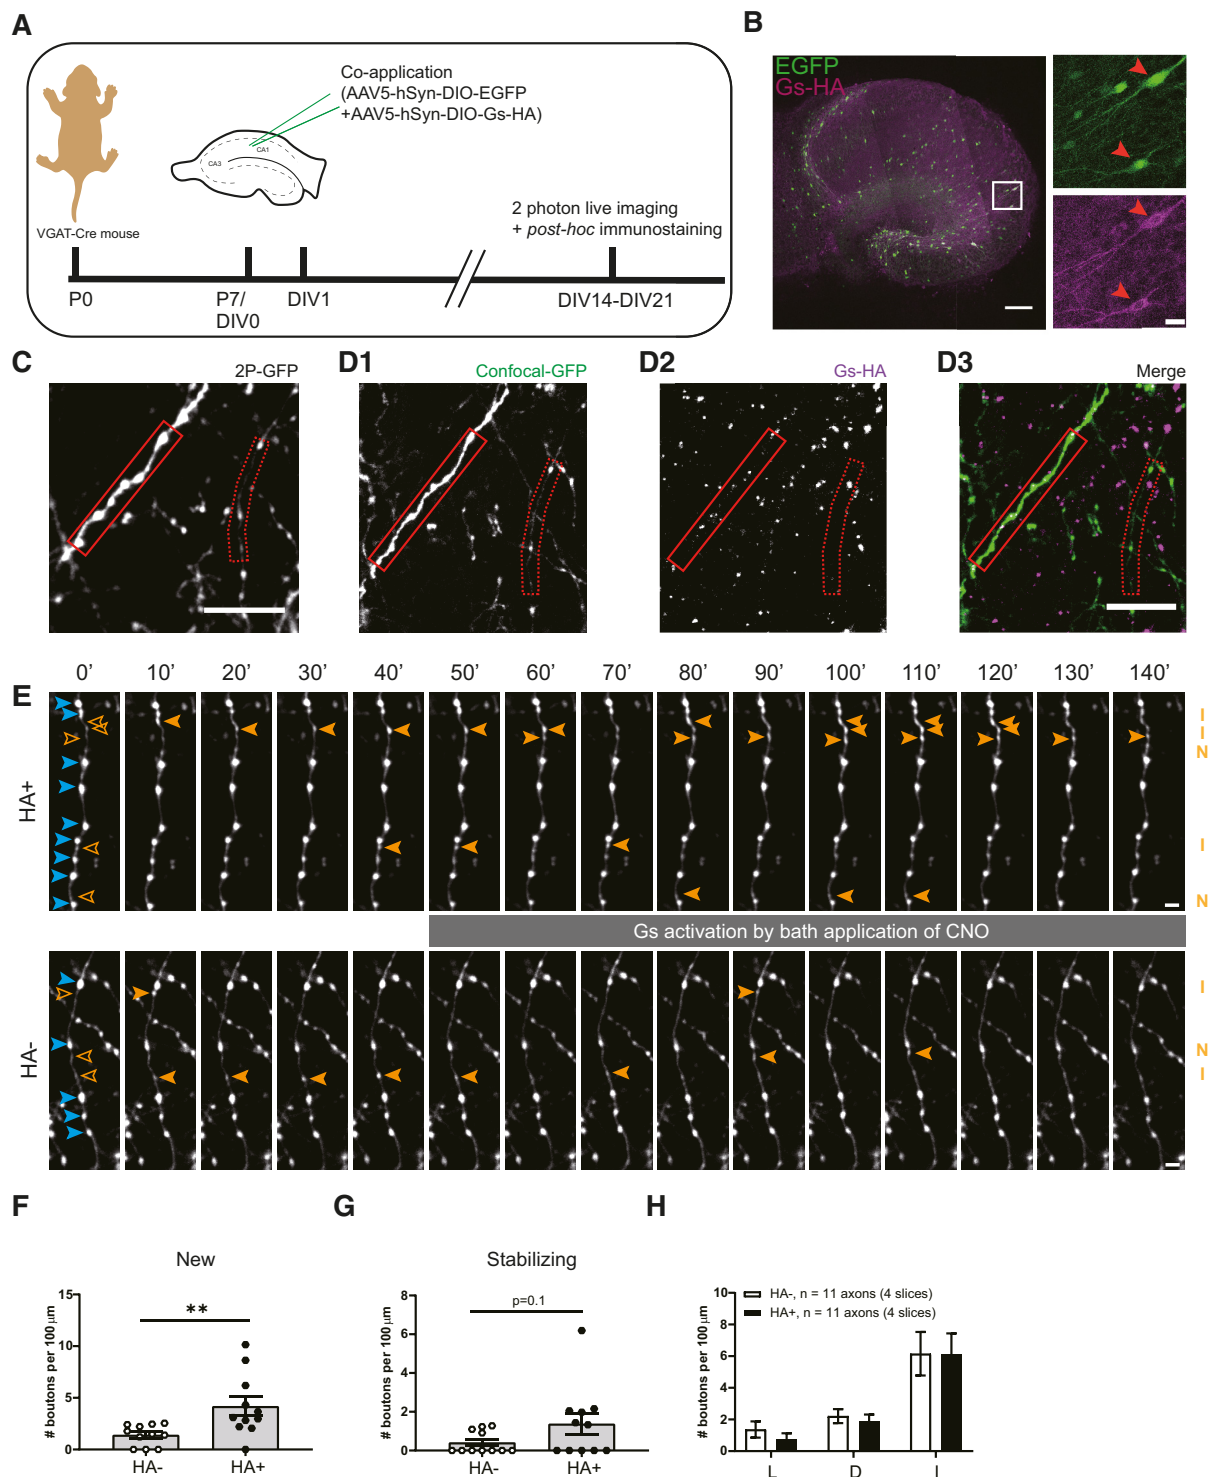 A
Co-application
(AAV5-hSyn-DIO-EGFP
+AAV5-hSyn-DIO-Gs-HA)
CA1
CA3
VGAT-Cre mouse
2 photon live imaging
+ post-hoc immunostaining
P0
P7/
DIV0
DIV1
DIV14-DIV21
B
EGFP
Gs-HA
C
2P-GFP
D1
Confocal-GFP
D2
Gs-HA
D3
Merge
0' 10' 20' 30' 40' 50' 60' 70' 80' 90' 100' 110' 120' 130' 140'
E
HA+
I
I
N
I
N
Gs activation by bath application of CNO
HA-
I
N
I
F
New
**
# boutons per 100 µm
15
10
5
0
HA- HA+
G
Stabilizing
p=0.1
# boutons per 100 µm
8
6
4
2
0
HA- HA+
H
HA-, n = 11 axons (4 slices)
HA+, n = 11 axons (4 slices)
# boutons per 100 µm
10
8
6
4
2
0
L D I